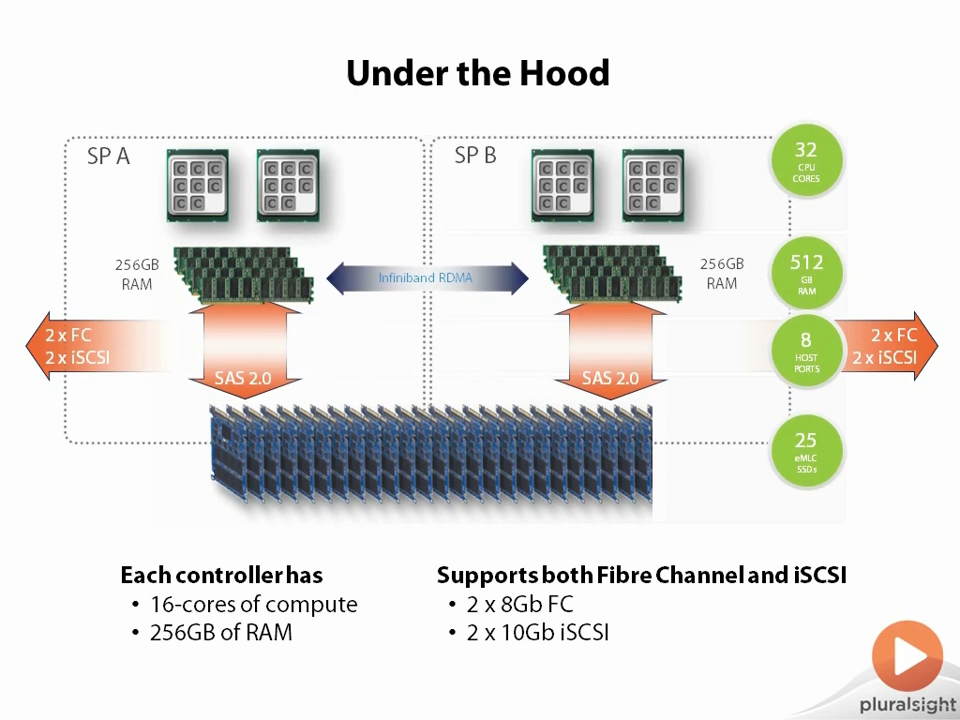 Under the Hood
SP A
SP B
32
CPU
CORES
C C C
C C C
C C
C C C
C C C
C C
C C C
C C C
C C
C C C
C C C
C C
256GB
RAM
Infiniband RDMA
256GB
RAM
512
GB
RAM
2 x FC
2 x iSCSI
8
HOST
PORTS
2 x FC
2 x iSCSI
SAS 2.0
SAS 2.0
25
eMLC
SSDs
Each controller has
• 16-cores of compute
• 256GB of RAM
Supports both Fibre Channel and iSCSI
• 2 x 8Gb FC
• 2 x 10Gb iSCSI
pluralsight